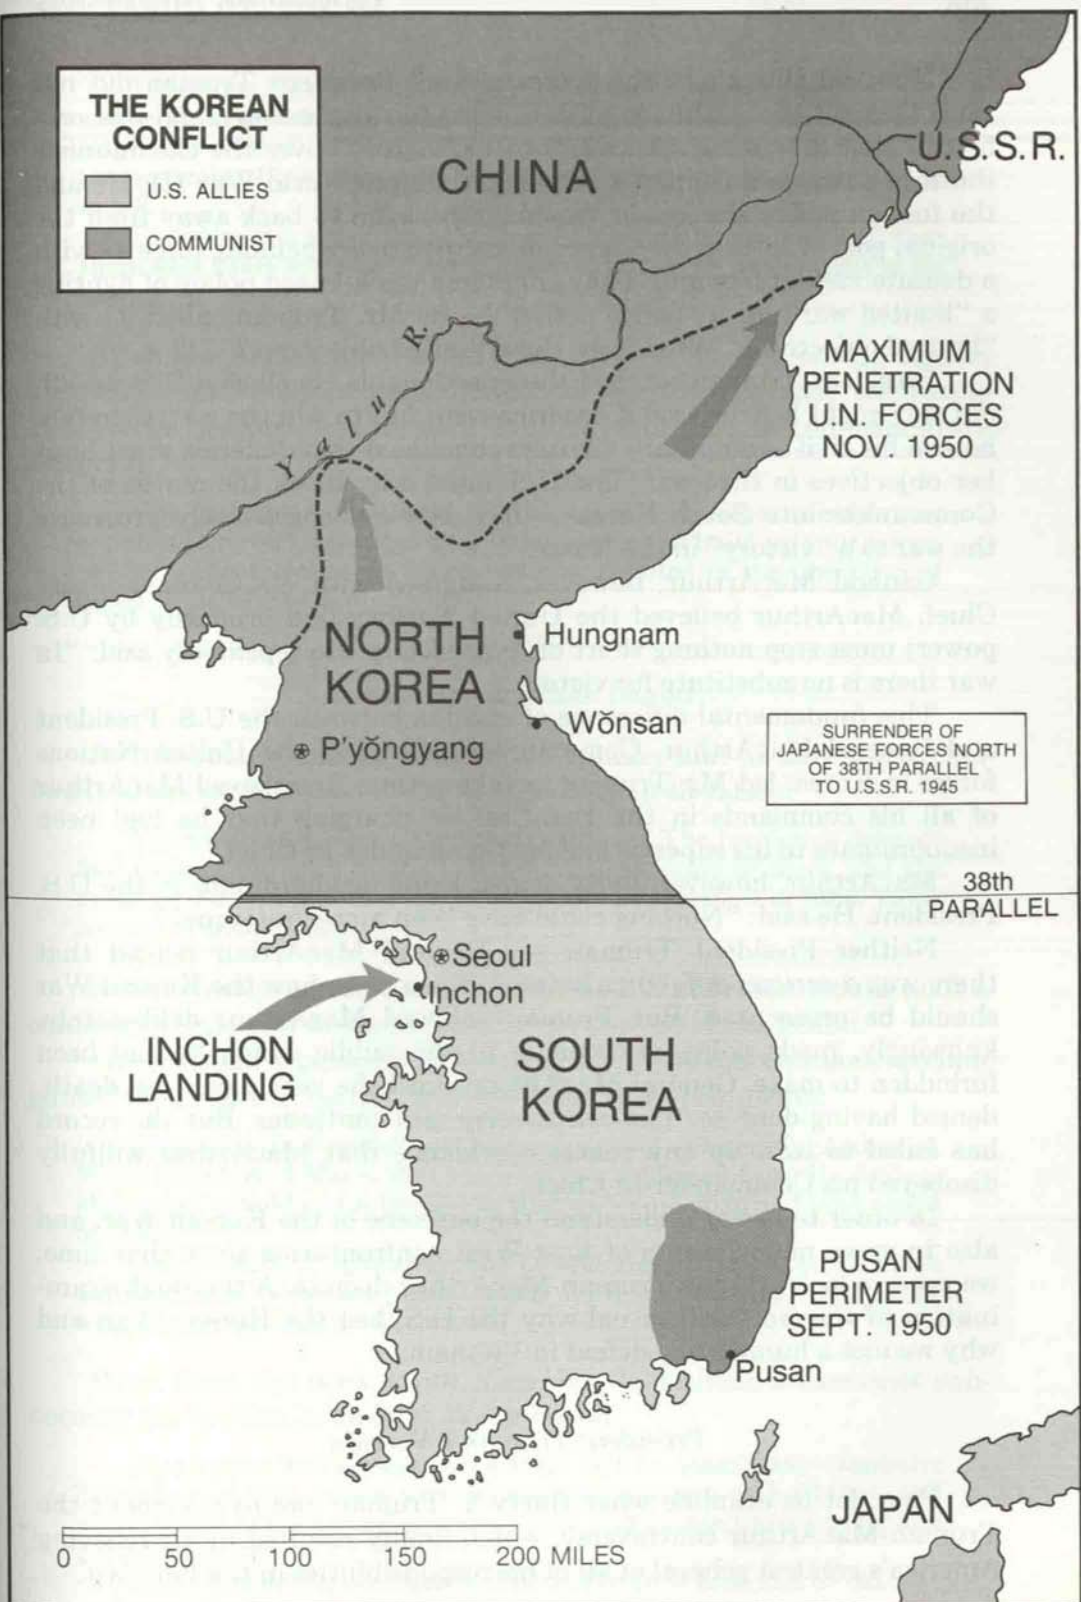 THE KOREAN
CONFLICT
U.S. ALLIES
COMMUNIST
CHINA
U.S.S.R.
Yalu R.
MAXIMUM
PENETRATION
U.N. FORCES
NOV. 1950
NORTH
KOREA
Hungnam
Wŏnsan
P'yŏngyang
SURRENDER OF
JAPANESE FORCES NORTH
OF 38TH PARALLEL
TO U.S.S.R. 1945
38th
PARALLEL
Seoul
Inchon
INCHON
LANDING
SOUTH
KOREA
PUSAN
PERIMETER
SEPT. 1950
Pusan
JAPAN
0 50 100 150 200 MILES